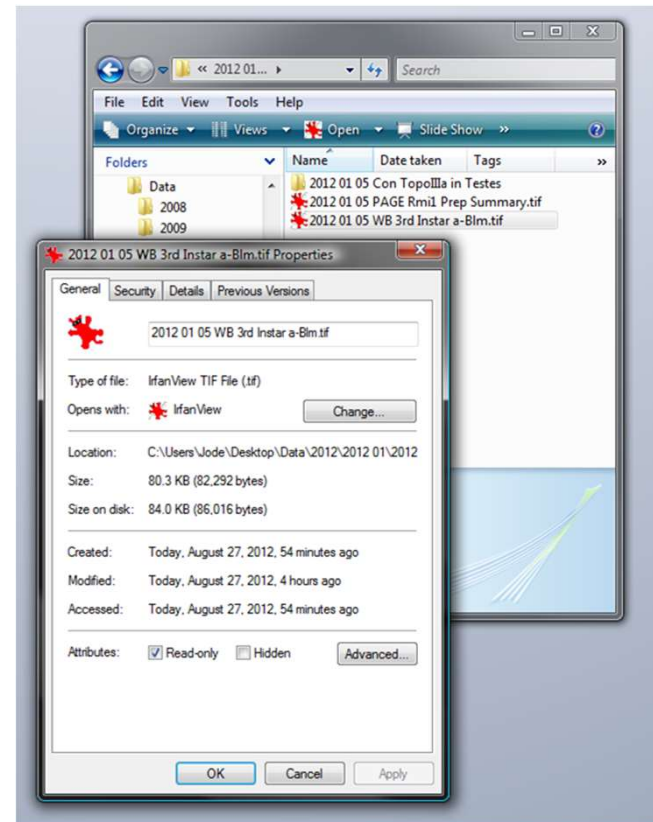 « 2012 01...
Search
File Edit View Tools Help
Organize Views Open Slide Show »
Folders
Name Date taken Tags »
Data
2008
2009
2012 01 05 Con TopoIIIa in Testes
2012 01 05 PAGE Rmi1 Prep Summary.tif
2012 01 05 WB 3rd Instar a-Blm.tif
2012 01 05 WB 3rd Instar a-Blm.tif Properties
General Security Details Previous Versions
2012 01 05 WB 3rd Instar a-Blm.tif
Type of file: IrfanView TIF File (.tif)
Opens with: IrfanView Change...
Location: C:\Users\Jode\Desktop\Data\2012\2012 01\2012
Size: 80.3 KB (82,292 bytes)
Size on disk: 84.0 KB (86,016 bytes)
Created: Today, August 27, 2012, 54 minutes ago
Modified: Today, August 27, 2012, 4 hours ago
Accessed: Today, August 27, 2012, 54 minutes ago
Attributes: Read-only Hidden Advanced...
OK Cancel Apply